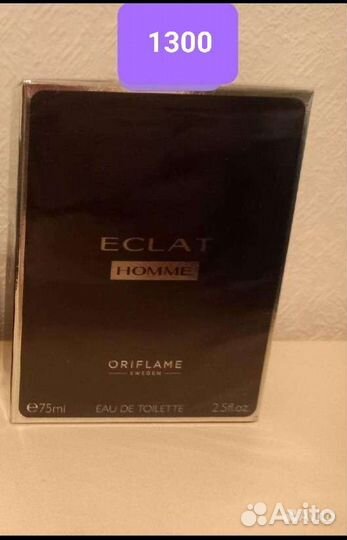 1300
ECLAT
HOMME
ORIFLAME
SWEDEN
℮75ml EAU DE TOILETTE 2.5fl.oz.
Avito